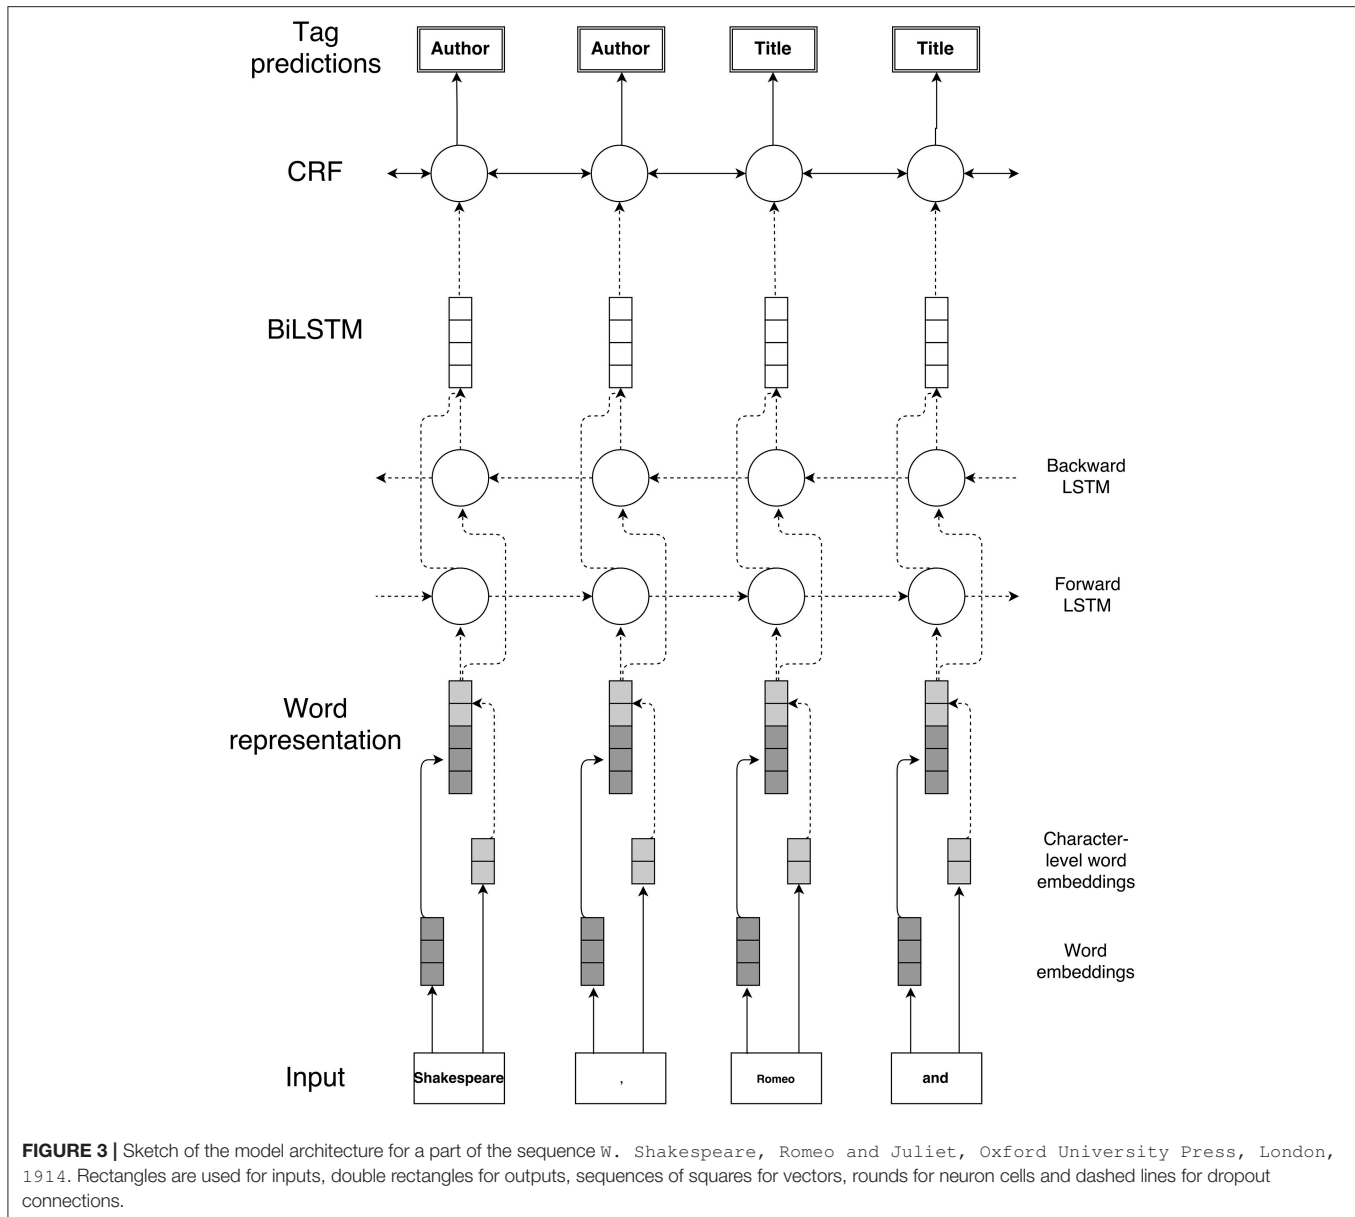 Tag
predictions
Author
Author
Title
Title
CRF
BiLSTM
Backward
LSTM
Forward
LSTM
Word
representation
Character-
level word
embeddings
Word
embeddings
Input
Shakespeare
,
Romeo
and
FIGURE 3 | Sketch of the model architecture for a part of the sequence W. Shakespeare, Romeo and Juliet, Oxford University Press, London,
1914. Rectangles are used for inputs, double rectangles for outputs, sequences of squares for vectors, rounds for neuron cells and dashed lines for dropout
connections.